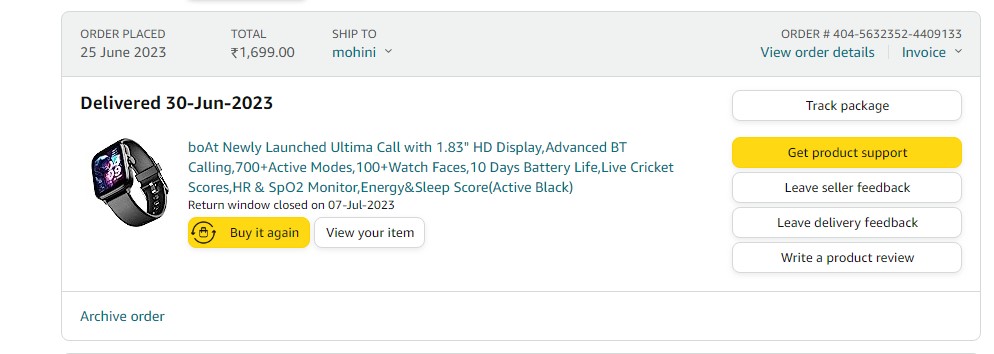 ORDER PLACED TOTAL SHIP TO ORDER # 404-5632352-4409133
25 June 2023 ₹1,699.00 mohini View order details Invoice
Delivered 30-Jun-2023
Track package
boAt Newly Launched Ultima Call with 1.83" HD Display,Advanced BT
Calling,700+Active Modes,100+Watch Faces,10 Days Battery Life,Live Cricket
Scores,HR & SpO2 Monitor,Energy&Sleep Score(Active Black)
Return window closed on 07-Jul-2023
Buy it again View your item
Get product support
Leave seller feedback
Leave delivery feedback
Write a product review
Archive order